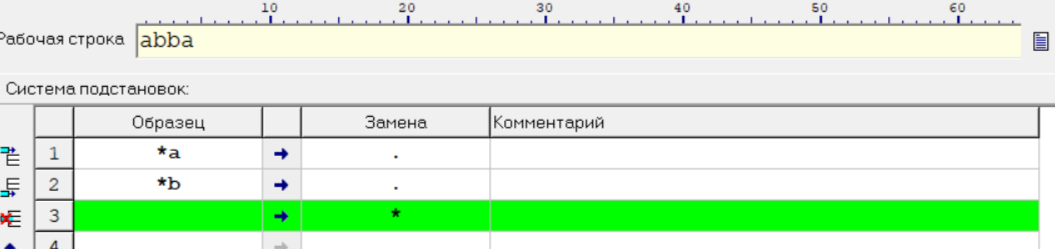 10 20 30 40 50 60
Рабочая строка abba
Система подстановок:
Образец Замена Комментарий
1 *a → .
2 *b → .
3 → *
4 →